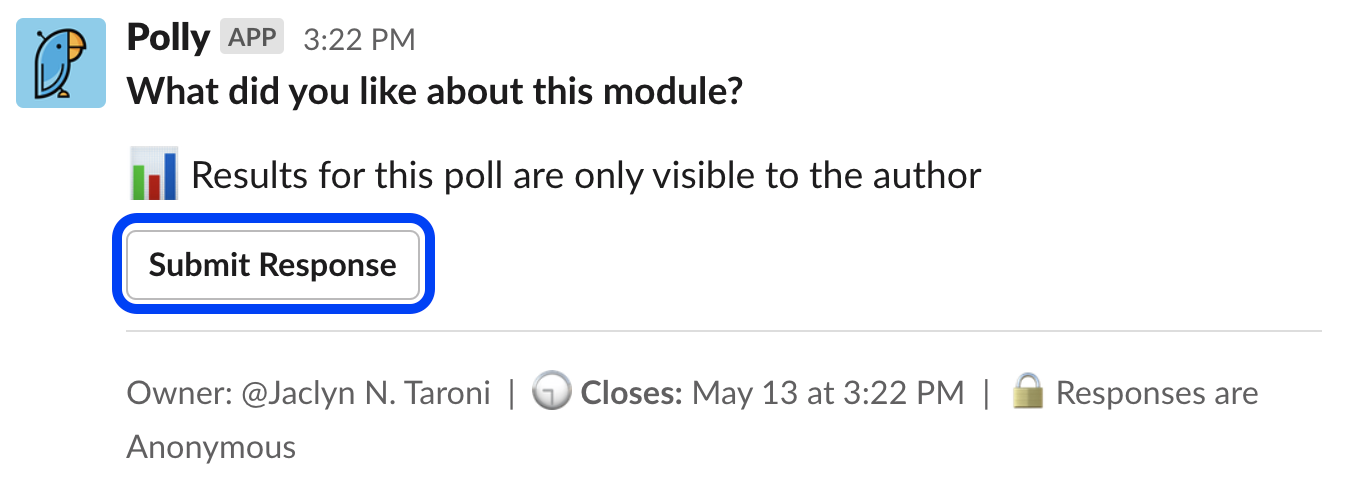 Polly APP 3:22 PM
What did you like about this module?
Results for this poll are only visible to the author
Submit Response
Owner: @Jaclyn N. Taroni | Closes: May 13 at 3:22 PM | Responses are
Anonymous